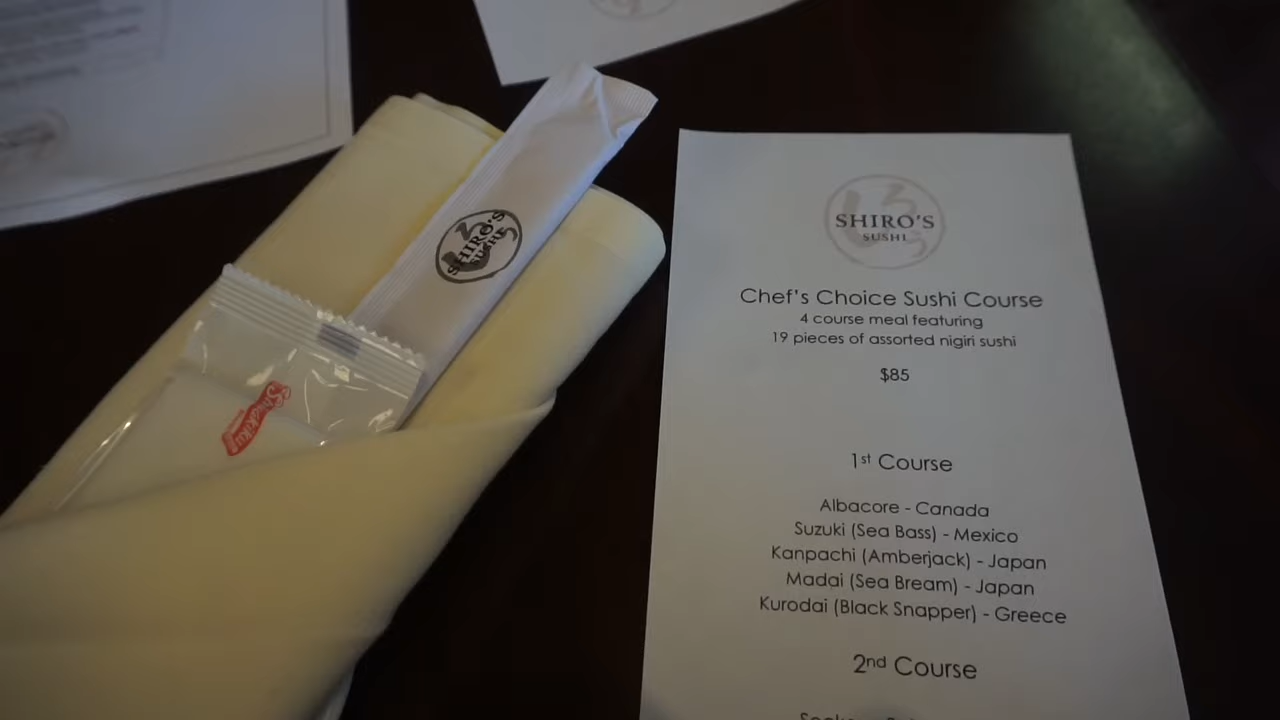 SHIRO'S
SUSHI
SHIRO'S
SUSHI
Chef's Choice Sushi Course
4 course meal featuring
19 pieces of assorted nigiri sushi
$85
1st Course
Albacore - Canada
Suzuki (Sea Bass) - Mexico
Kanpachi (Amberjack) - Japan
Madai (Sea Bream) - Japan
Kurodai (Black Snapper) - Greece
2nd Course